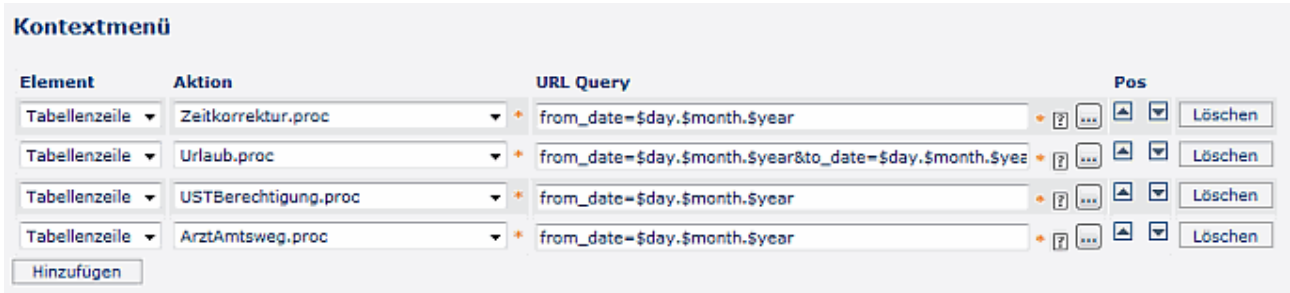 Kontextmenü
Element Aktion URL Query Pos
Tabellenzeile Zeitkorrektur.proc * from_date=$day.$month.$year * ? ... Löschen
Tabellenzeile Urlaub.proc * from_date=$day.$month.$year&to_date=$day.$month.$yea * ? ... Löschen
Tabellenzeile USTBerechtigung.proc * from_date=$day.$month.$year * ? ... Löschen
Tabellenzeile ArztAmtsweg.proc * from_date=$day.$month.$year * ? ... Löschen
Hinzufügen